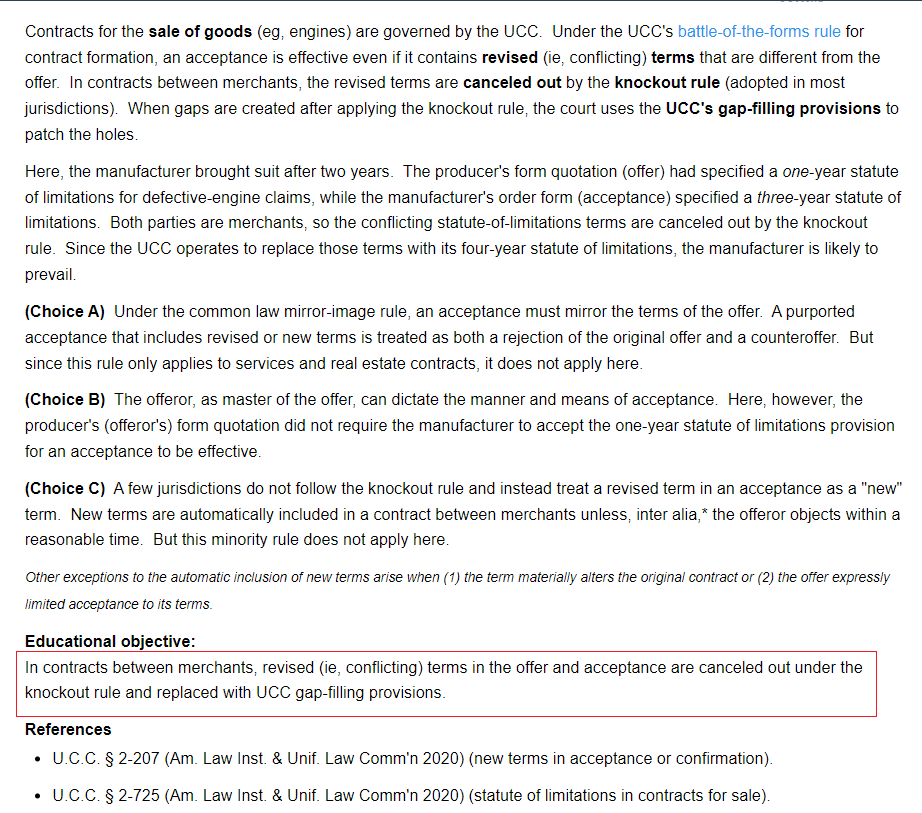 Contracts for the sale of goods (eg, engines) are governed by the UCC. Under the UCC's battle-of-the-forms rule for
contract formation, an acceptance is effective even if it contains revised (ie, conflicting) terms that are different from the
offer. In contracts between merchants, the revised terms are canceled out by the knockout rule (adopted in most
jurisdictions). When gaps are created after applying the knockout rule, the court uses the UCC's gap-filling provisions to
patch the holes.
Here, the manufacturer brought suit after two years. The producer's form quotation (offer) had specified a one-year statute
of limitations for defective-engine claims, while the manufacturer's order form (acceptance) specified a three-year statute of
limitations. Both parties are merchants, so the conflicting statute-of-limitations terms are canceled out by the knockout
rule. Since the UCC operates to replace those terms with its four-year statute of limitations, the manufacturer is likely to
prevail.
(Choice A) Under the common law mirror-image rule, an acceptance must mirror the terms of the offer. A purported
acceptance that includes revised or new terms is treated as both a rejection of the original offer and a counteroffer. But
since this rule only applies to services and real estate contracts, it does not apply here.
(Choice B) The offeror, as master of the offer, can dictate the manner and means of acceptance. Here, however, the
producer's (offeror's) form quotation did not require the manufacturer to accept the one-year statute of limitations provision
for an acceptance to be effective.
(Choice C) A few jurisdictions do not follow the knockout rule and instead treat a revised term in an acceptance as a "new"
term. New terms are automatically included in a contract between merchants unless, inter alia,* the offeror objects within a
reasonable time. But this minority rule does not apply here.
Other exceptions to the automatic inclusion of new terms arise when (1) the term materially alters the original contract or (2) the offer expressly
limited acceptance to its terms.
Educational objective:
In contracts between merchants, revised (ie, conflicting) terms in the offer and acceptance are canceled out under the
knockout rule and replaced with UCC gap-filling provisions.
References
• U.C.C. § 2-207 (Am. Law Inst. & Unif. Law Comm'n 2020) (new terms in acceptance or confirmation).
• U.C.C. § 2-725 (Am. Law Inst. & Unif. Law Comm'n 2020) (statute of limitations in contracts for sale).